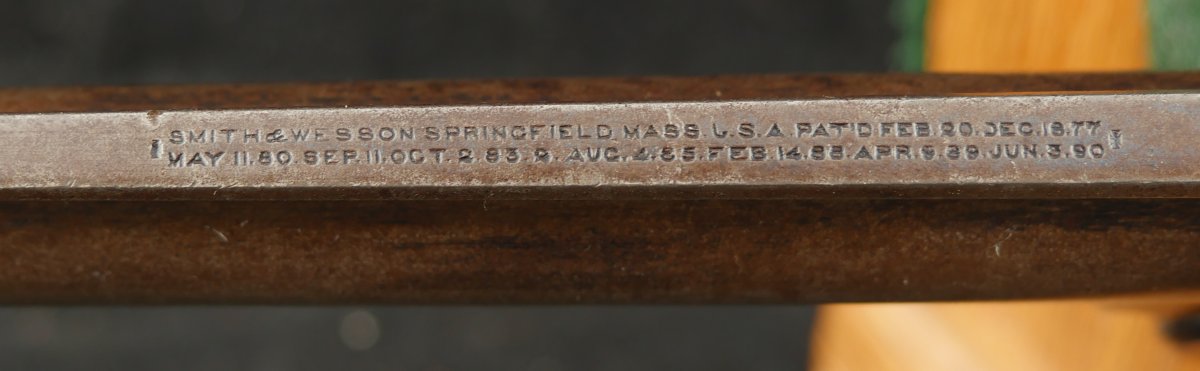 SMITH & WESSON SPRINGFIELD, MASS. U.S.A. PAT'D FEB. 20. DEC. 18.77
MAY 11.80. SEP. 11. OCT. 2.83. 2. AUG. 4.85. FEB. 14.88. APR. 9.89. JUN. 3.90